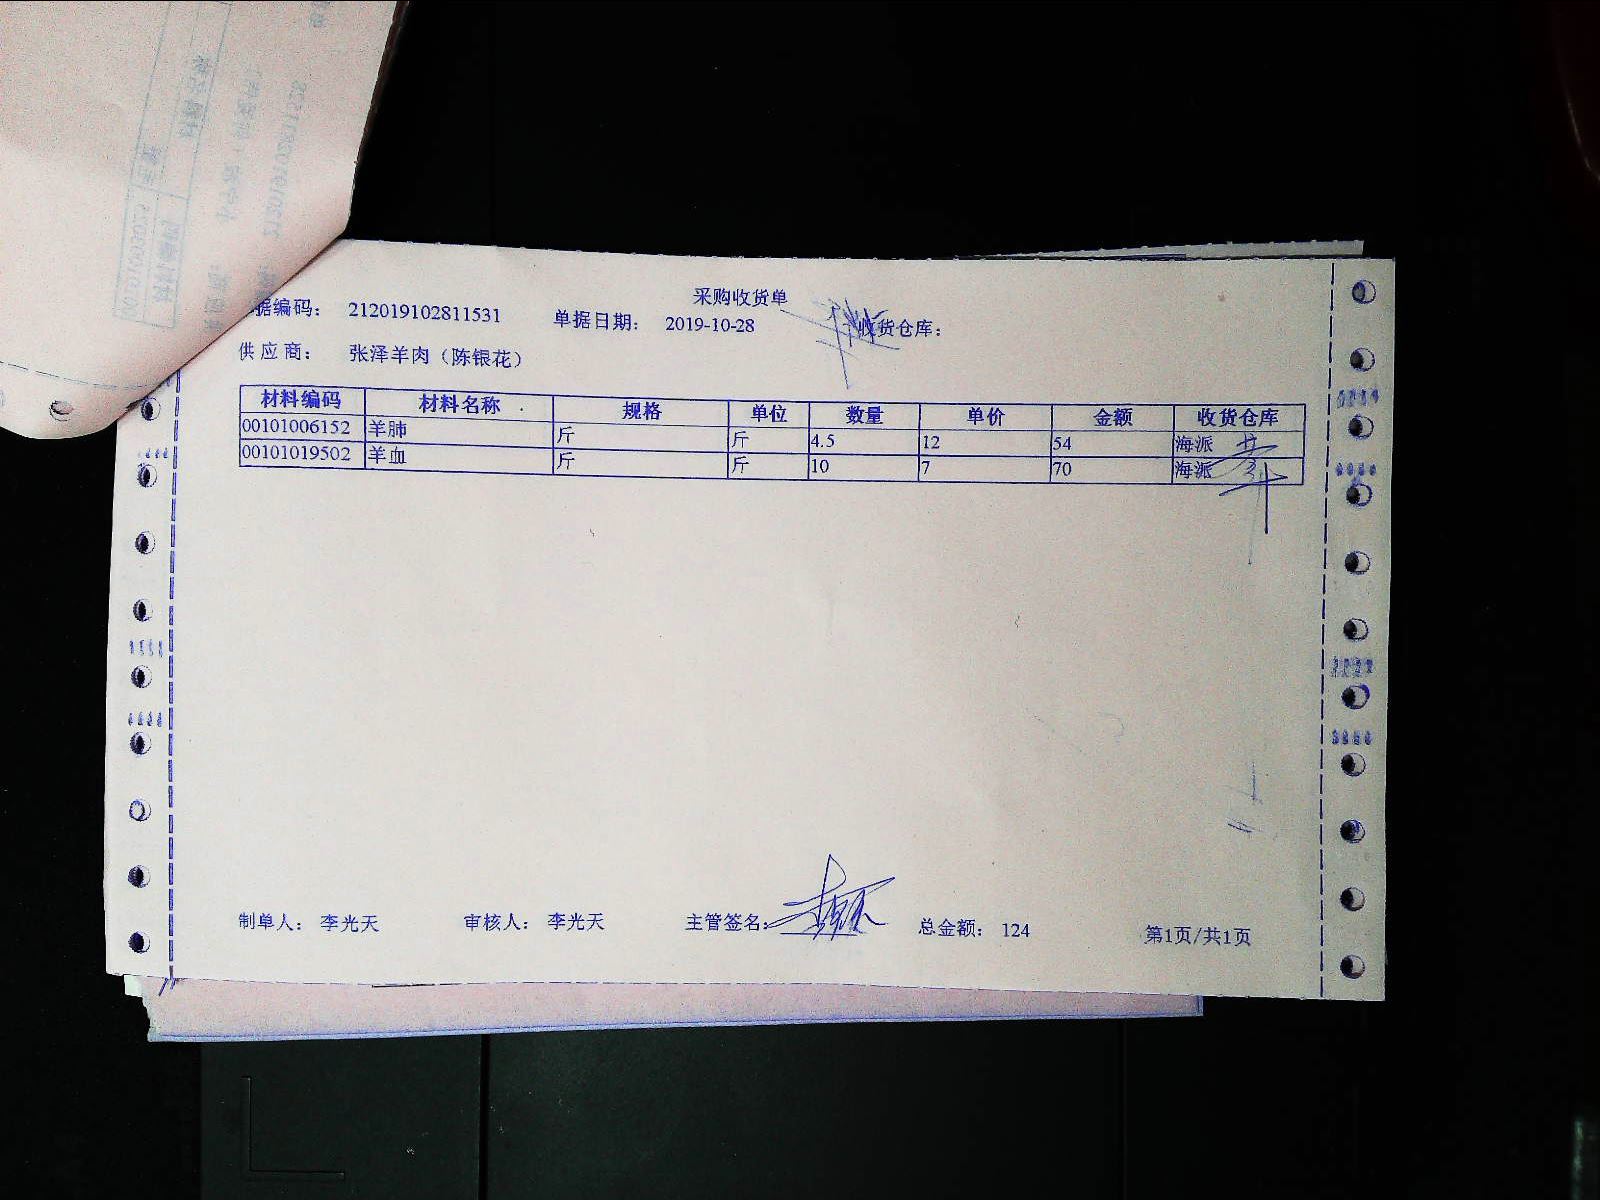 采购收货单
据编码： 212019102811531 单据日期： 2019-10-28 收货仓库：
供应商： 张泽羊肉（陈银花）
材料编码 材料名称 规格 单位 数量 单价 金额 收货仓库
00101006152 羊肺 斤 斤 4.5 12 54 海派
00101019502 羊血 斤 斤 10 7 70 海派
制单人： 李光天 审核人： 李光天 主管签名： 总金额： 124 第1页/共1页